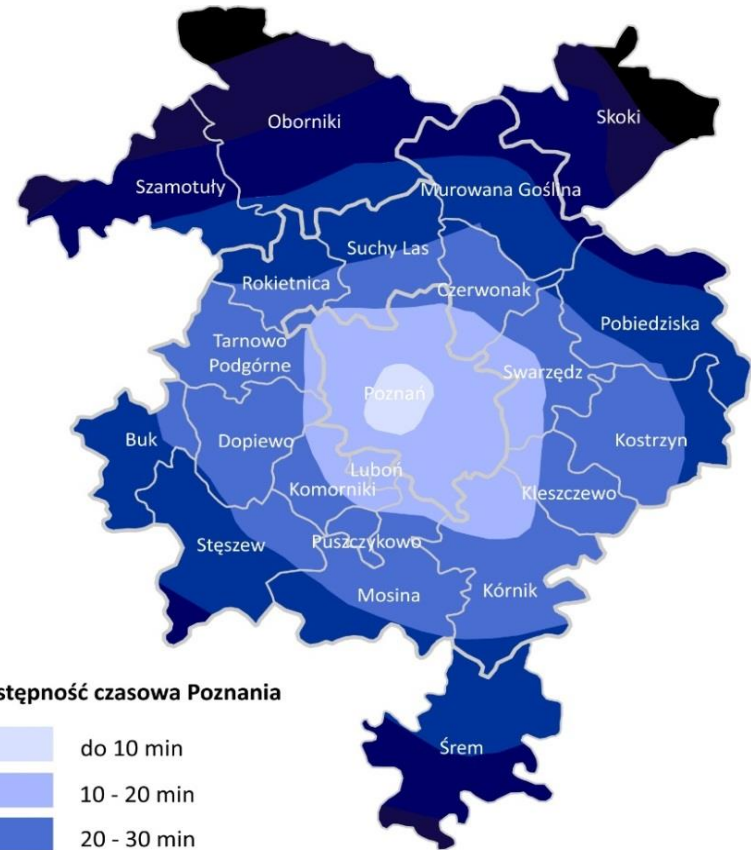 Oborniki
Skoki
Szamotuły
Murowana Goślina
Suchy Las
Rokietnica
Czerwonak
Pobiedziska
Tarnowo
Podgórne
Swarzędz
Poznań
Buk
Dopiewo
Kostrzyn
Luboń
Komorniki
Kleszczewo
Stęszew
Puszczykowo
Mosina
Kórnik
stępność czasowa Poznania
do 10 min
10 - 20 min
Śrem
20 - 30 min